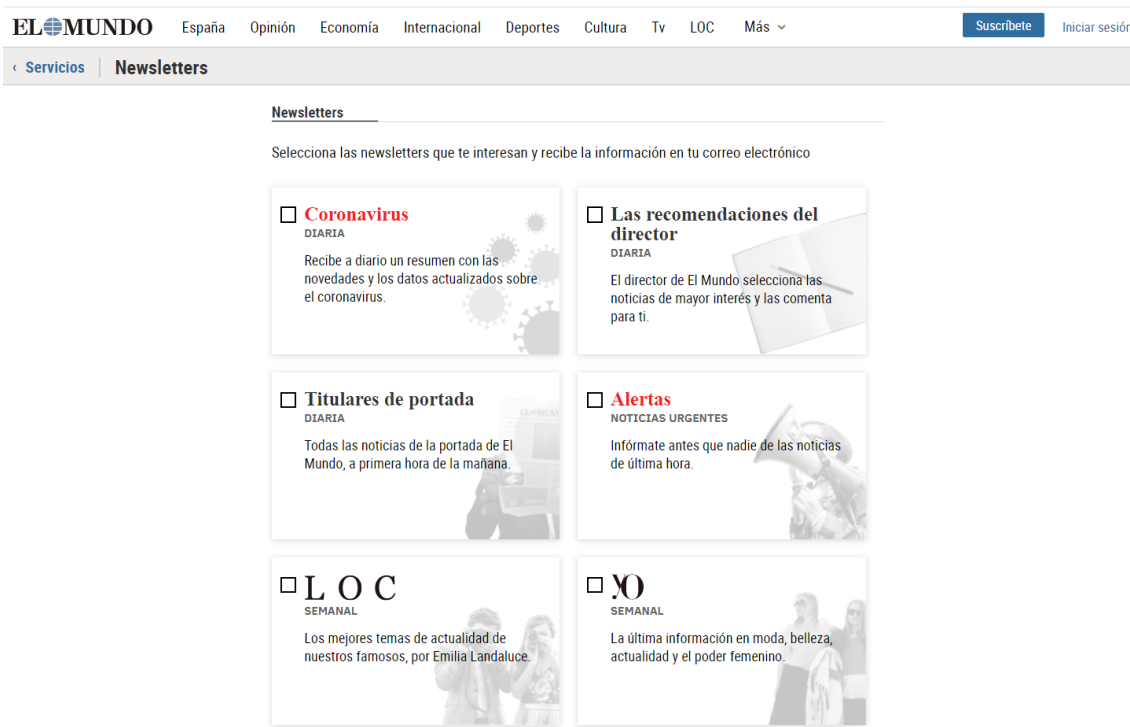 EL MUNDO España Opinión Economía Internacional Deportes Cultura Tv LOC Más Suscríbete Iniciar sesión
‹ Servicios Newsletters
Newsletters
Selecciona las newsletters que te interesan y recibe la información en tu correo electrónico
Coronavirus
DIARIA
Recibe a diario un resumen con las
novedades y los datos actualizados sobre
el coronavirus.
Las recomendaciones del
director
DIARIA
El director de El Mundo selecciona las
noticias de mayor interés y las comenta
para ti.
Titulares de portada
DIARIA
Todas las noticias de la portada de El
Mundo, a primera hora de la mañana.
EL MUNDO
Alertas
NOTICIAS URGENTES
Infórmate antes que nadie de las noticias
de última hora.
LOC
SEMANAL
Los mejores temas de actualidad de
nuestros famosos, por Emilia Landaluce.
yo
SEMANAL
La última información en moda, belleza,
actualidad y el poder femenino.